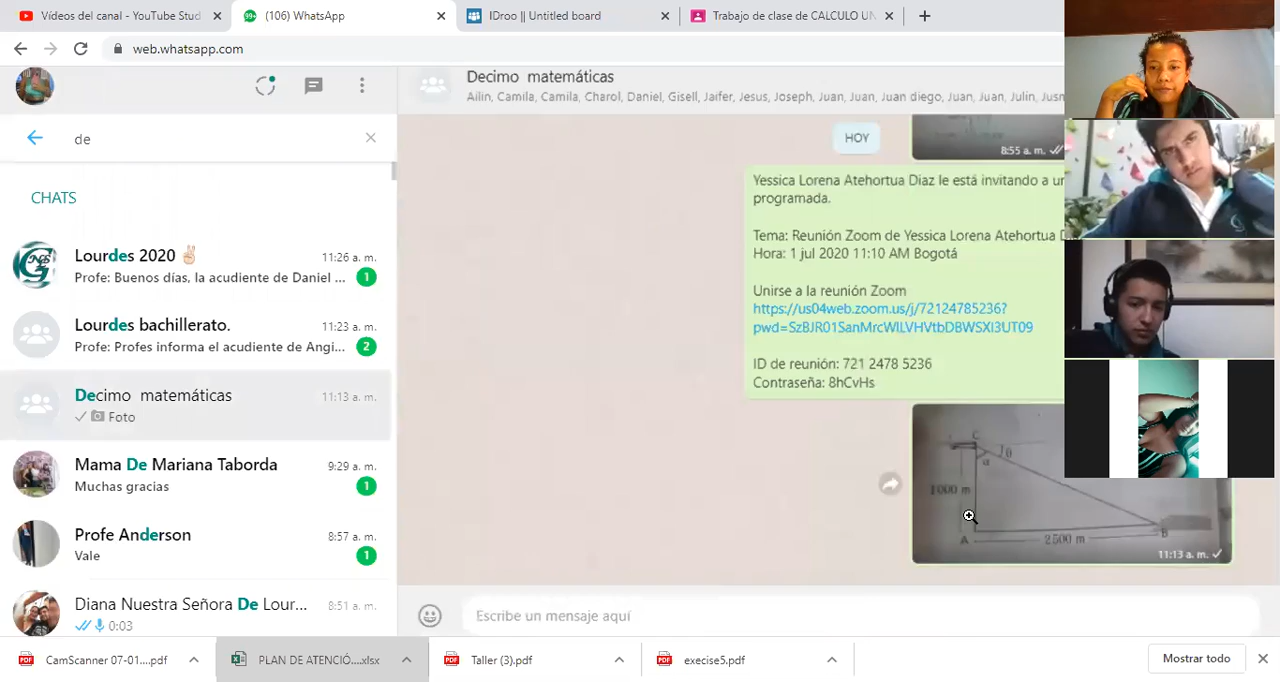 Vídeos del canal - YouTube Stud
(106) WhatsApp
IDroo || Untitled board
Trabajo de clase de CALCULO UN
web.whatsapp.com
de
CHATS
Lourdes 2020
11:26 a. m.
Profe: Buenos días, la acudiente de Daniel ...
1
Lourdes bachillerato.
11:23 a. m.
Profe: Profes informa el acudiente de Angi...
2
Decimo matemáticas
11:13 a. m.
Foto
Mama De Mariana Taborda
9:29 a. m.
Muchas gracias
1
Profe Anderson
8:57 a. m.
Vale
1
Diana Nuestra Señora De Lour...
8:51 a. m.
0:03
Decimo matemáticas
Ailin, Camila, Camila, Charol, Daniel, Gisell, Jaifer, Jesus, Joseph, Juan, Juan, Juan diego, Juan, Juan, Julin, Jusm
HOY
8:55 a. m.
Yessica Lorena Atehortua Diaz le está invitando a un
programada.
Tema: Reunión Zoom de Yessica Lorena Atehortua D
Hora: 1 jul 2020 11:10 AM Bogotá
Unirse a la reunión Zoom
https://us04web.zoom.us/j/72124785236?
pwd=SzBJR01SanMrcWlLVHVtbDBWSXI3UT09
ID de reunión: 721 2478 5236
Contraseña: 8hCvHs
C
θ
α
1000 m
A
2500 m
B
11:13 a. m.
Escribe un mensaje aquí
CamScanner 07-01....pdf
PLAN DE ATENCIÓ....xlsx
Taller (3).pdf
execise5.pdf
Mostrar todo